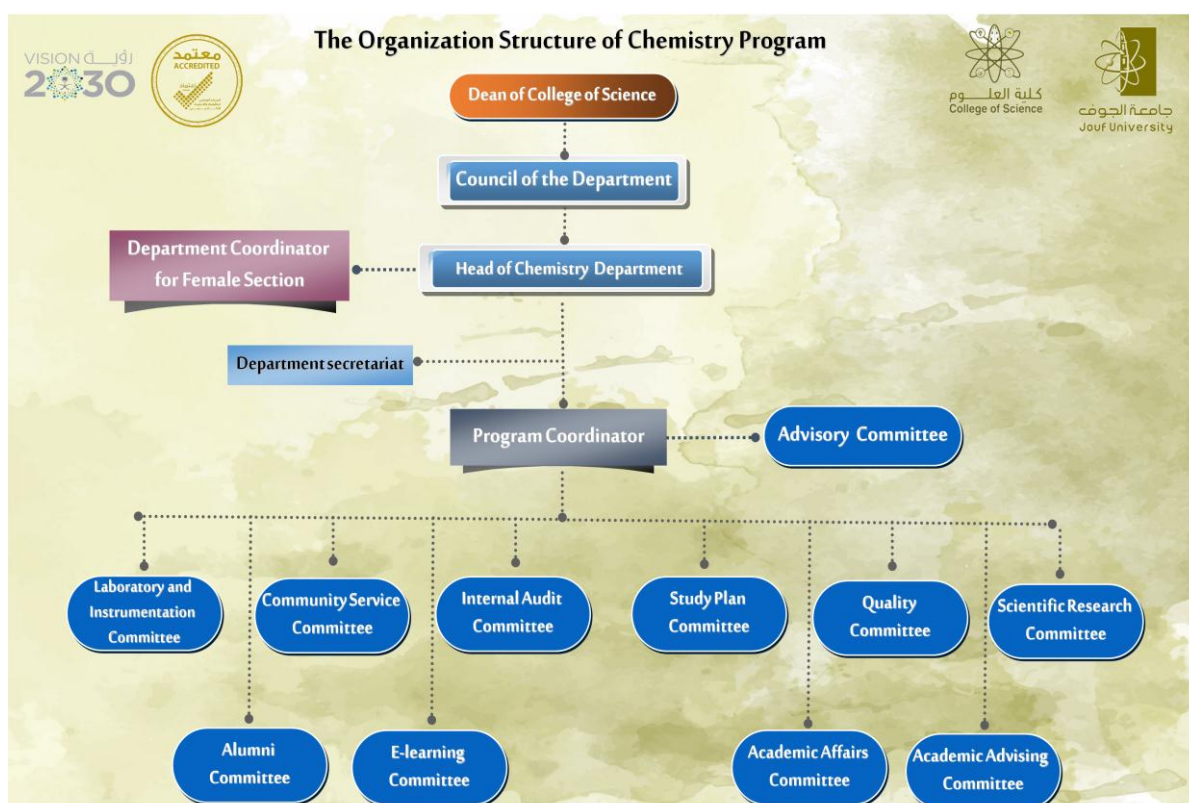 The Organization Structure of Chemistry Program
VISION رؤيــة
2030
معتمد
ACCREDITED
كلية العلــوم
College of Science
جامعة الجوف
Jouf University
Dean of College of Science
Council of the Department
Head of Chemistry Department
Department Coordinator
for Female Section
Department secretariat
Program Coordinator
Advisory Committee
Laboratory and
Instrumentation
Committee
Community Service
Committee
Internal Audit
Committee
Study Plan
Committee
Quality
Committee
Scientific Research
Committee
Alumni
Committee
E-learning
Committee
Academic Affairs
Committee
Academic Advising
Committee